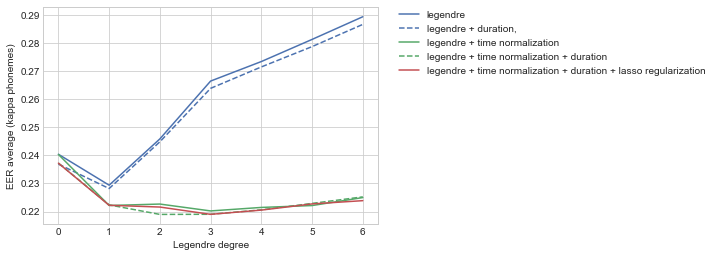 0.29
0.28
0.27
0.26
0.25
0.24
0.23
0.22
EER average (kappa phonemes)
0 1 2 3 4 5 6
Legendre degree
legendre
legendre + duration,
legendre + time normalization
legendre + time normalization + duration
legendre + time normalization + duration + lasso regularization